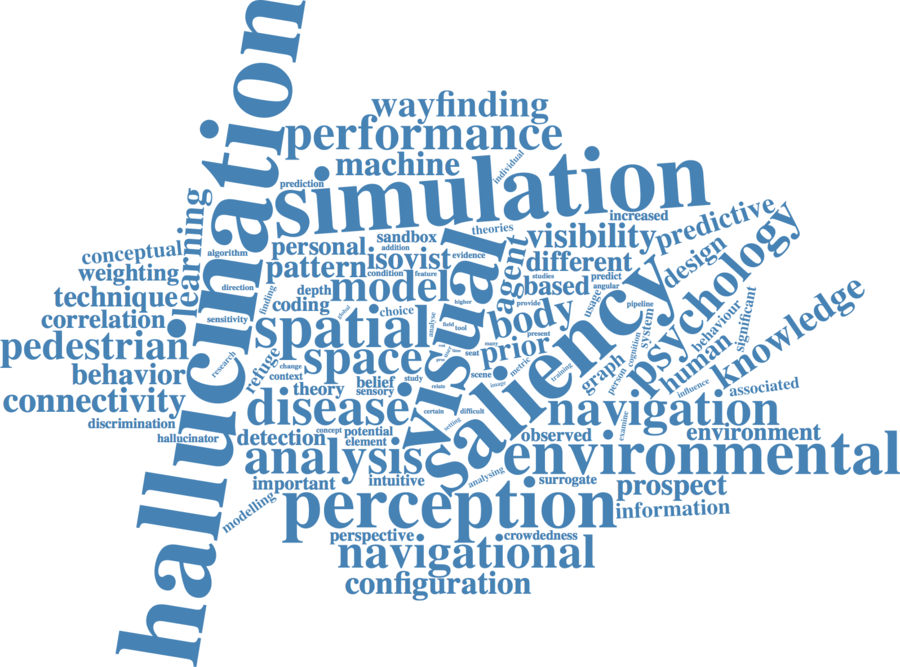 hallucination
wayfinding
performance
machine
individual
prediction
simulation
increased
theories
learning
personal
sandbox
addition
visibility
predictive
conceptual
algorithm
isovist
evidence
visual
agent
different
design
psychology
weighting
pattern
condition
feature
studies
predict
technique
direction
finding
depth
model
higher
based
angular
usage
saliency
correlation
sensitivity
coding
global
choice
analyse
field
tool
provide
body
pipeline
system
behaviour
significant
knowledge
pedestrian
spatial
many
present
prior
cognition
human
research
refuge
space
change
seat
metric
graph
behavior
context
belief
study
scene
image
training
person
influence
associated
theory
sensory
relate
connectivity
disease
certain
difficult
navigation
discrimination
setting
examine
hallucinator
detection
concept
potential
element
observed
environment
analysis
environmental
important
intuitive
analysing
surrogate
prospect
modelling
perception
information
perspective
crowdedness
navigational
configuration